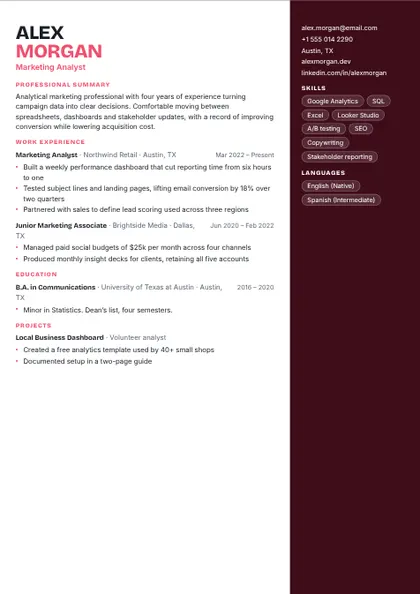 ALEX
MORGAN
Marketing Analyst
PROFESSIONAL SUMMARY
Analytical marketing professional with four years of experience turning
campaign data into clear decisions. Comfortable moving between
spreadsheets, dashboards and stakeholder updates, with a record of improving
conversion while lowering acquisition cost.
WORK EXPERIENCE
Marketing Analyst · Northwind Retail · Austin, TX Mar 2022 – Present
• Built a weekly performance dashboard that cut reporting time from six hours
to one
• Tested subject lines and landing pages, lifting email conversion by 18% over
two quarters
• Partnered with sales to define lead scoring used across three regions
Junior Marketing Associate · Brightside Media · Dallas, Jun 2020 – Feb 2022
TX
• Managed paid social budgets of $25k per month across four channels
• Produced monthly insight decks for clients, retaining all five accounts
EDUCATION
B.A. in Communications · University of Texas at Austin · Austin, 2016 – 2020
TX
• Minor in Statistics. Dean's list, four semesters.
PROJECTS
Local Business Dashboard · Volunteer analyst
• Created a free analytics template used by 40+ small shops
• Documented setup in a two-page guide
alex.morgan@email.com
+1 555 014 2290
Austin, TX
alexmorgan.dev
linkedin.com/in/alexmorgan
SKILLS
Google Analytics SQL
Excel Looker Studio
A/B testing SEO
Copywriting
Stakeholder reporting
LANGUAGES
English (Native)
Spanish (Intermediate)